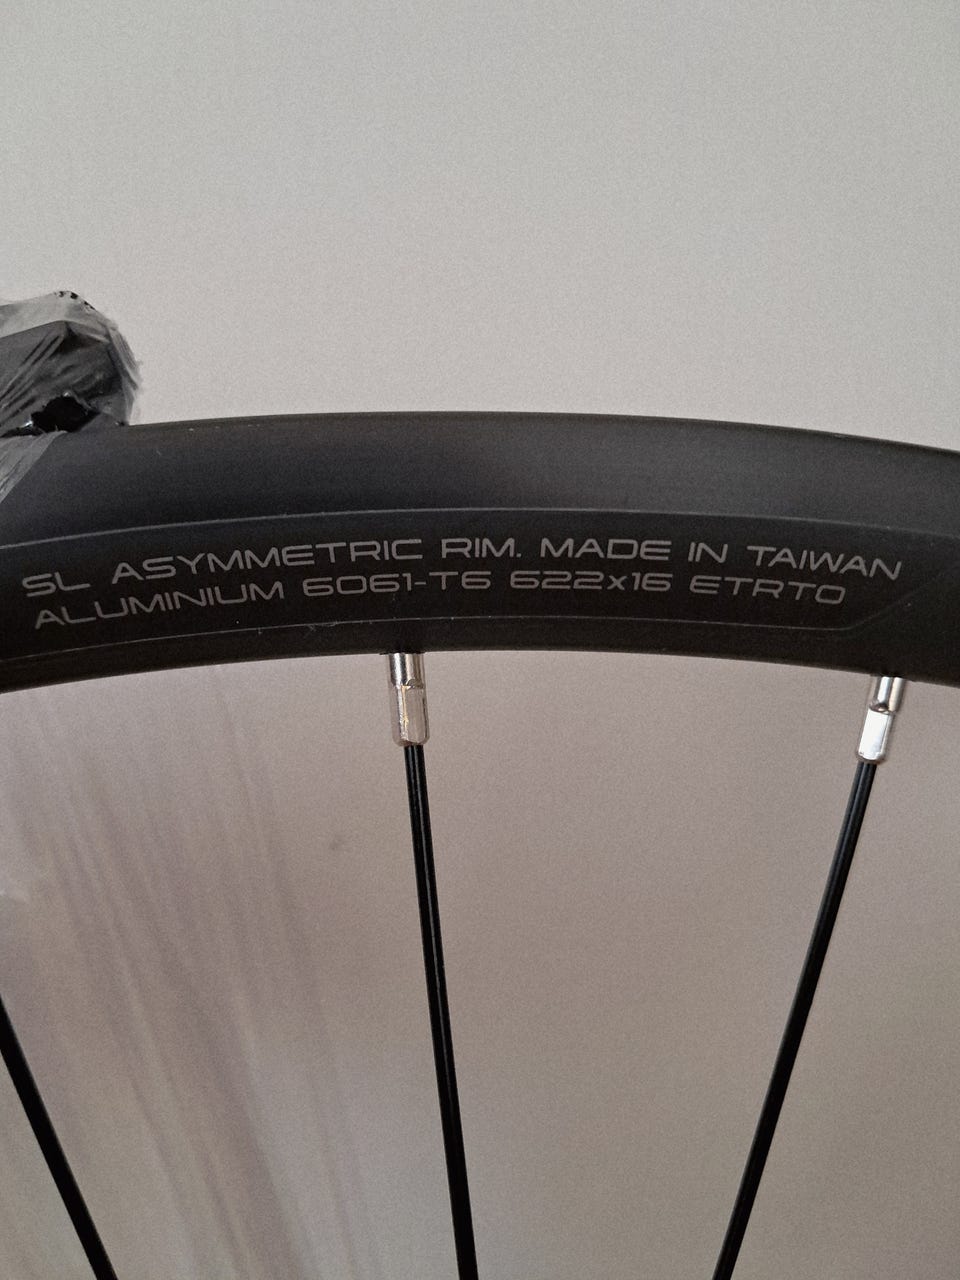 SL ASYMMETRIC RIM. MADE IN TAIWAN
ALUMINIUM 6061-T6 622x16 ETRTO